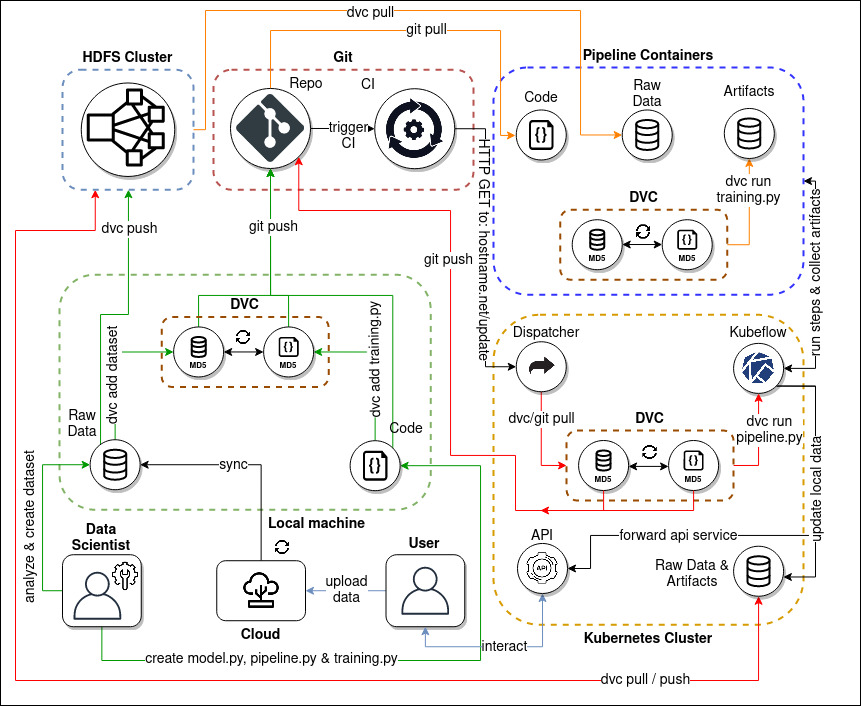 dvc pull
git pull
HDFS Cluster
Git
Pipeline Containers
Repo
CI
Code
Raw
Data
Artifacts
trigger
CI
HTTP GET to: hostname.net/update
dvc run
training.py
DVC
MD5
MD5
dvc push
git push
git push
run steps & collect artifacts
DVC
MD5
MD5
dvc add dataset
dvc add training.py
Raw
Data
Code
Dispatcher
Kubeflow
dvc/git pull
DVC
dvc run
pipeline.py
MD5
MD5
update local data
sync
analyze & create dataset
Local machine
Data
Scientist
User
Cloud
upload
data
API
API
forward api service
Raw Data &
Artifacts
Kubernetes Cluster
interact
create model.py, pipeline.py & training.py
dvc pull / push